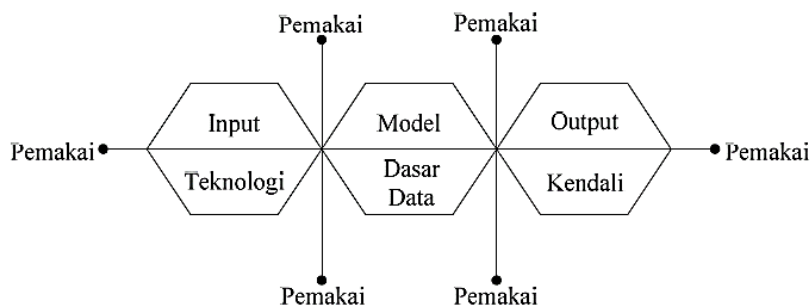 Pemakai
Pemakai
Input
Model
Output
Pemakai
Pemakai
Teknologi
Dasar
Data
Kendali
Pemakai
Pemakai